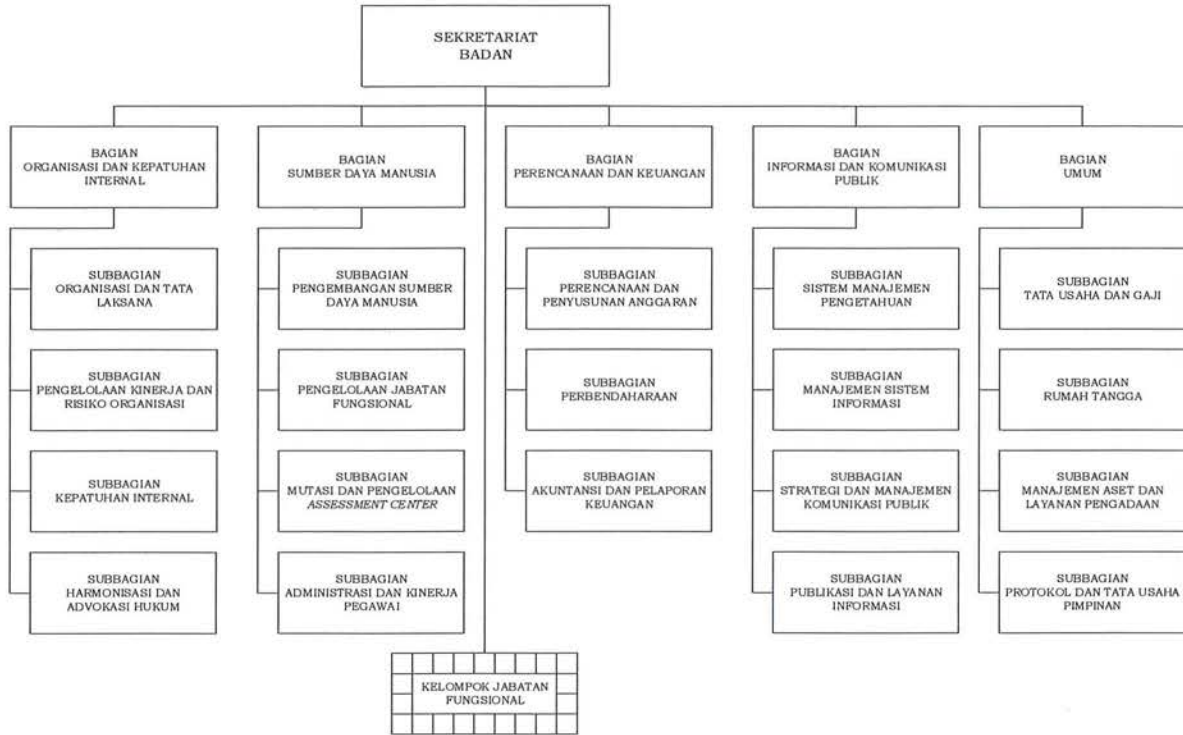 SEKRETARIAT
BADAN
BAGIAN
ORGANISASI DAN KEPATUHAN
INTERNAL
BAGIAN
SUMBER DAYA MANUSIA
BAGIAN
PERENCANAAN DAN KEUANGAN
BAGIAN
INFORMASI DAN KOMUNIKASI
PUBLIK
BAGIAN
UMUM
SUBBAGIAN
ORGANISASI DAN TATA
LAKSANA
SUBBAGIAN
PENGEMBANGAN SUMBER
DAYA MANUSIA
SUBBAGIAN
PERENCANAAN DAN
PENYUSUNAN ANGGARAN
SUBBAGIAN
SISTEM MANAJEMEN
PENGETAHUAN
SUBBAGIAN
TATA USAHA DAN GAJI
SUBBAGIAN
PENGELOLAAN KINERJA DAN
RISIKO ORGANISASI
SUBBAGIAN
PENGELOLAAN JABATAN
FUNGSIONAL
SUBBAGIAN
PERBENDAHARAAN
SUBBAGIAN
MANAJEMEN SISTEM
INFORMASI
SUBBAGIAN
RUMAH TANGGA
SUBBAGIAN
KEPATUHAN INTERNAL
SUBBAGIAN
MUTASI DAN PENGELOLAAN
ASSESSMENT CENTER
SUBBAGIAN
AKUNTANSI DAN PELAPORAN
KEUANGAN
SUBBAGIAN
STRATEGI DAN MANAJEMEN
KOMUNIKASI PUBLIK
SUBBAGIAN
MANAJEMEN ASET DAN
LAYANAN PENGADAAN
SUBBAGIAN
HARMONISASI DAN
ADVOKASI HUKUM
SUBBAGIAN
ADMINISTRASI DAN KINERJA
PEGAWAI
SUBBAGIAN
PUBLIKASI DAN LAYANAN
INFORMASI
SUBBAGIAN
PROTOKOL DAN TATA USAHA
PIMPINAN
KELOMPOK JABATAN
FUNGSIONAL